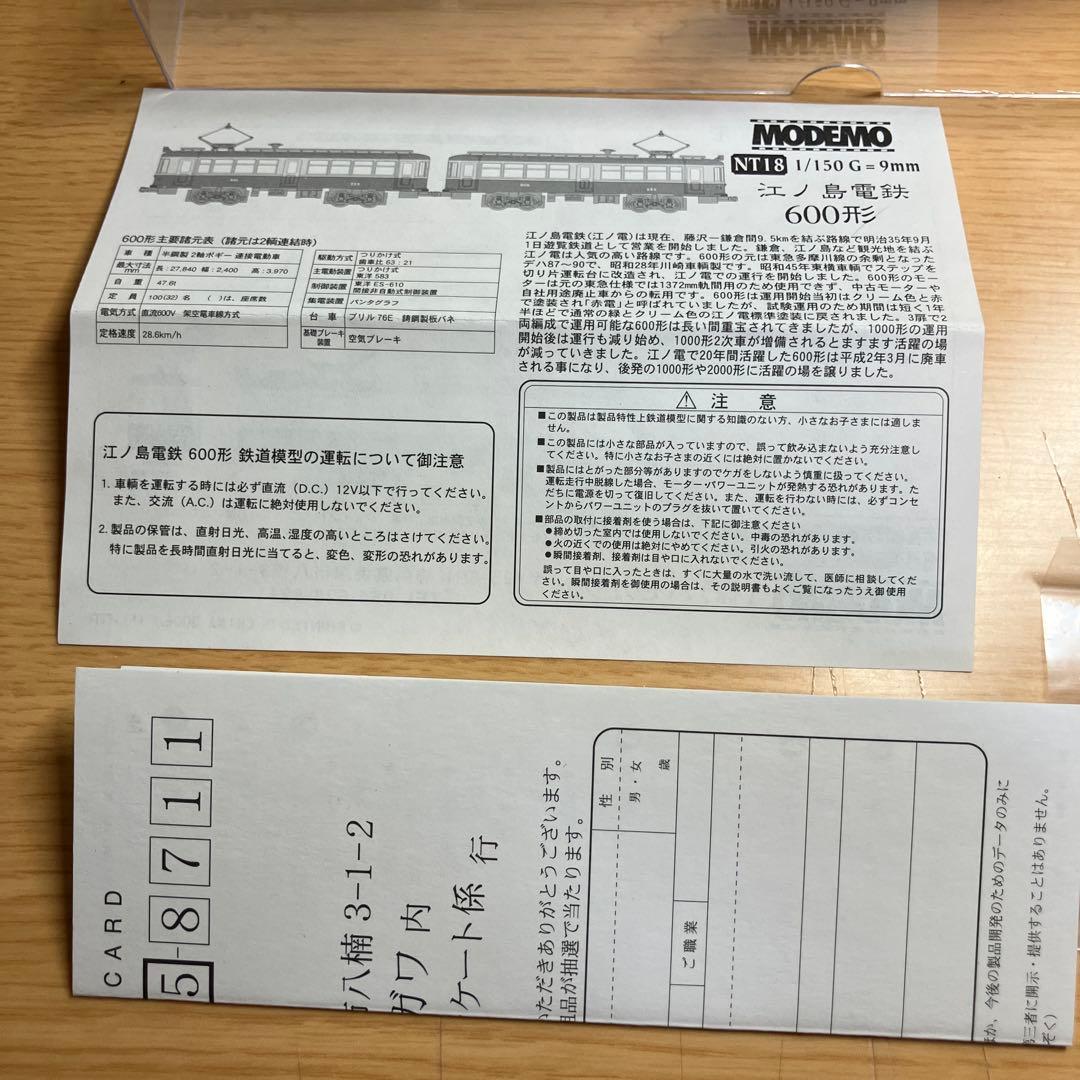 MODEMO
NT18 1/150 G=9mm
江ノ島電鉄
600形
600形主要諸元表（諸元は2輌連結時）
車種 半鋼製 2軸ボギー 連接電動車
最大寸法 mm 長：27,840 幅：2,400 高：3,970
自重 47.6t
定員 100(32)名 （ ）は、座席数
電気方式 直流600V 架空電車線方式
定格速度 28.6km/h
駆動方式 つりかけ式 歯車比 63：21
主電動装置 つりかけ式 東洋 583
制御装置 東洋 ES-610 間接非自動式制御装置
集電装置 パンタグラフ
台車 ブリル 76E 鋳鋼製板バネ
基礎ブレーキ装置 空気ブレーキ
江ノ島電鉄(江ノ電)は現在、藤沢ー鎌倉間9.5kmを結ぶ路線で明治35年9月
1日遊覧鉄道として営業を開始しました。鎌倉、江ノ島など観光地を結ぶ
江ノ電は人気の高い路線です。600形の元は東急多摩川線の余剰となった
デハ87～90で、昭和28年川崎車輌製です。昭和45年東横車輌でステップを
切り片運転台に改造され、江ノ電での運行を開始しました。600形のモー
ターは元の東急仕様では1372mm軌間用のため使用できず、中古モーターや
自社用途廃止車からの転用です。600形は運用開始当初はクリーム色と赤
で塗装され「赤電」と呼ばれていましたが、試験運用のため期間は短く1年
半ほどで通常の緑とクリーム色の江ノ電標準塗装に戻されました。3扉で2
両編成で運用可能な600形は長い間重宝されてきましたが、1000形の運用
開始後は運行も減り始め、1000形2次車が増備されるとますます活躍の場
が減っていきました。江ノ電で20年間活躍した600形は平成2年3月に廃車
される事になり、後発の1000形や2000形に活躍の場を譲りました。
江ノ島電鉄 600形 鉄道模型の運転について御注意
1. 車輌を運転する時には必ず直流（D.C.）12V以下で行ってください。
また、交流（A.C.）は運転に絶対使用しないでください。
2. 製品の保管は、直射日光、高温、湿度の高いところはさけてください。
特に製品を長時間直射日光に当てると、変色、変形の恐れがあります。
⚠ 注意
■この製品は製品特性上鉄道模型に関する知識のない方、小さなお子さまには適しま
せん。
■この製品には小さな部品が入っていますので、誤って飲み込まないよう充分注意し
てください。特に小さなお子さまの近くには絶対に置かないでください。
■製品にはとがった部分等がありますのでケガをしないよう慎重に扱ってください。
運転走行中脱線した場合、モーター・パワーユニットが発熱する恐れがあります。た
だちに電源を切って復旧してください。また、運転を行わない時には、必ずコンセ
ントからパワーユニットのプラグを抜いて置いてください。
■部品の取付に接着剤を使う場合は、下記に御注意ください
●締め切った室内では使用しないでください。中毒の恐れがあります。
●火の近くでの使用は絶対にやめてください。引火の恐れがあります。
●瞬間接着剤、接着剤は目や口に入れないでください。
誤って目や口に入ったときは、すぐに大量の水で洗い流して、医師に相談してくだ
さい。瞬間接着剤を御使用の場合は、その説明書もよくご覧になったうえ御使用
ください。
CARD
5-8711
八楠 3-1-2
ガワ 内
ケート係 行
いただきありがとうございます。
品が抽選で当たります。
性別
男・女
歳
ご職業
か、今後の製品開発のためのデータのみに
三者に開示・提供することはありません。
ぞく）